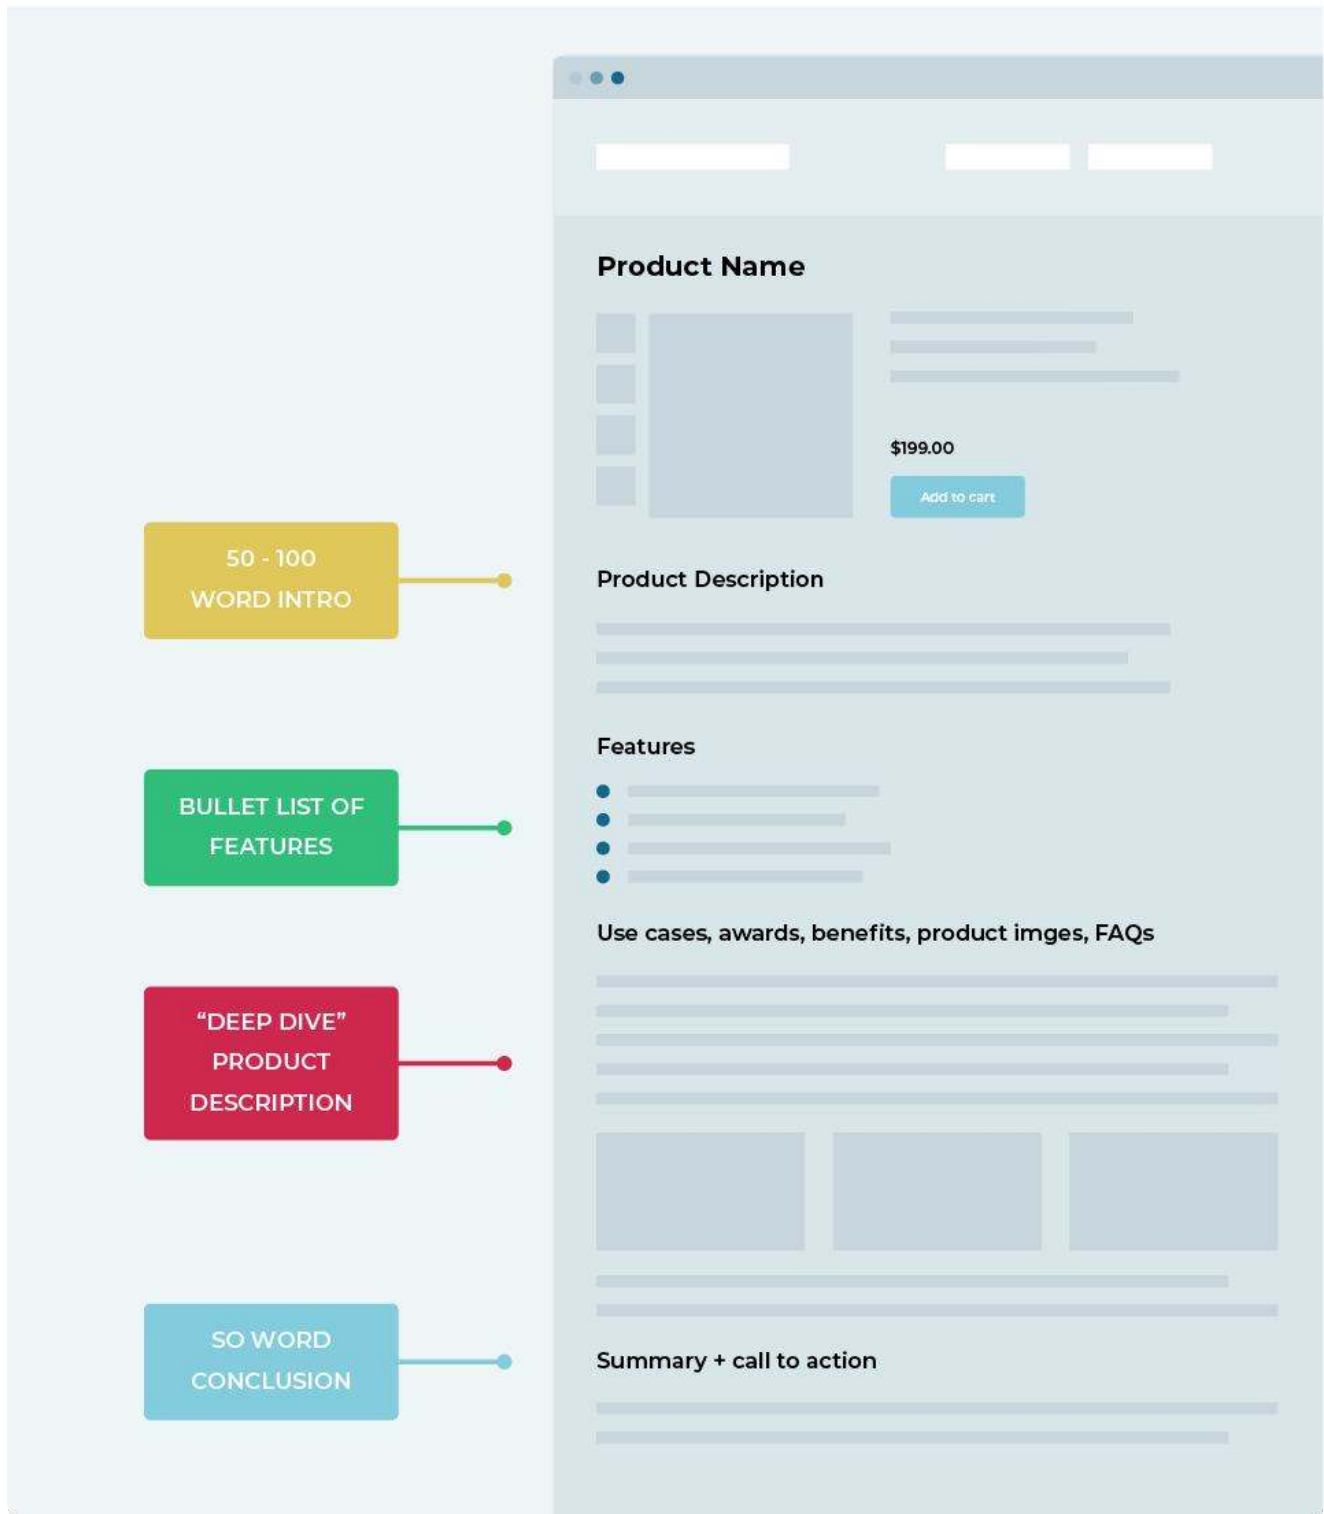 Product Name
$199.00
Add to cart
50 - 100
WORD INTRO
Product Description
Features
BULLET LIST OF
FEATURES
Use cases, awards, benefits, product imges, FAQs
“DEEP DIVE”
PRODUCT
DESCRIPTION
SO WORD
CONCLUSION
Summary + call to action